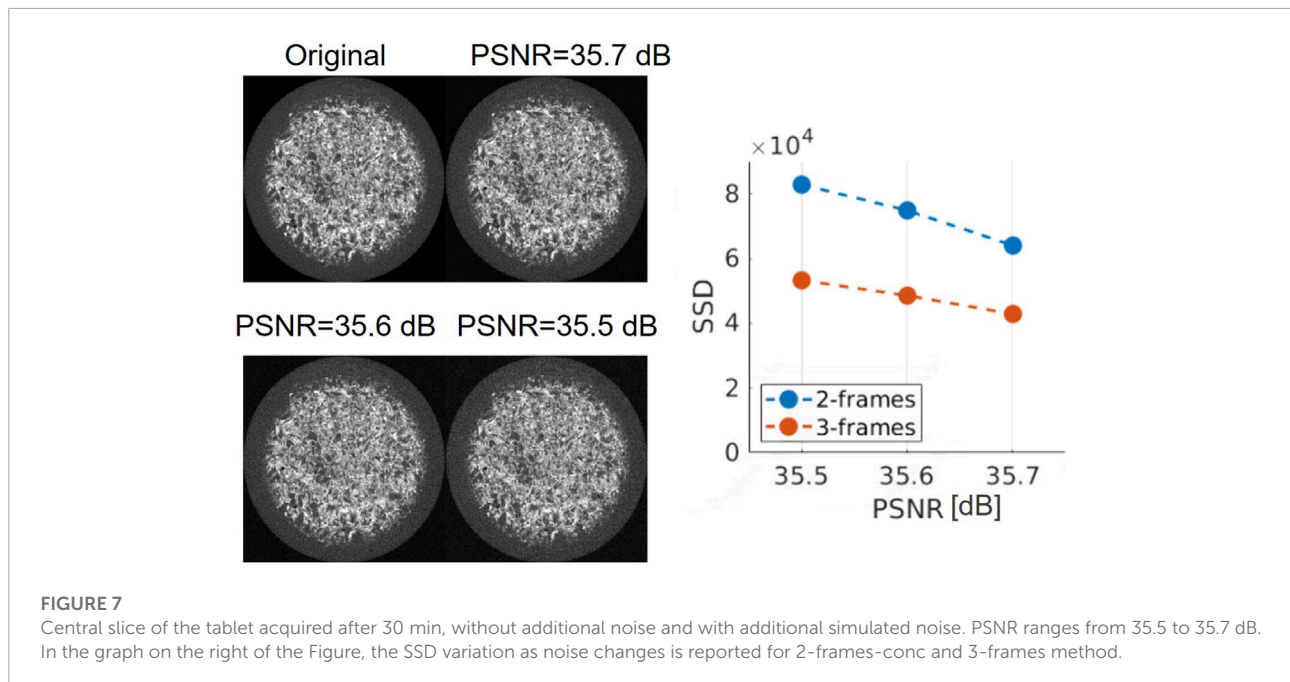 Original PSNR=35.7 dB
PSNR=35.6 dB PSNR=35.5 dB
×10⁴
8
6
4
2
0
SSD
2-frames
3-frames
35.5 35.6 35.7
PSNR [dB]
FIGURE 7
Central slice of the tablet acquired after 30 min, without additional noise and with additional simulated noise. PSNR ranges from 35.5 to 35.7 dB.
In the graph on the right of the Figure, the SSD variation as noise changes is reported for 2-frames-conc and 3-frames method.